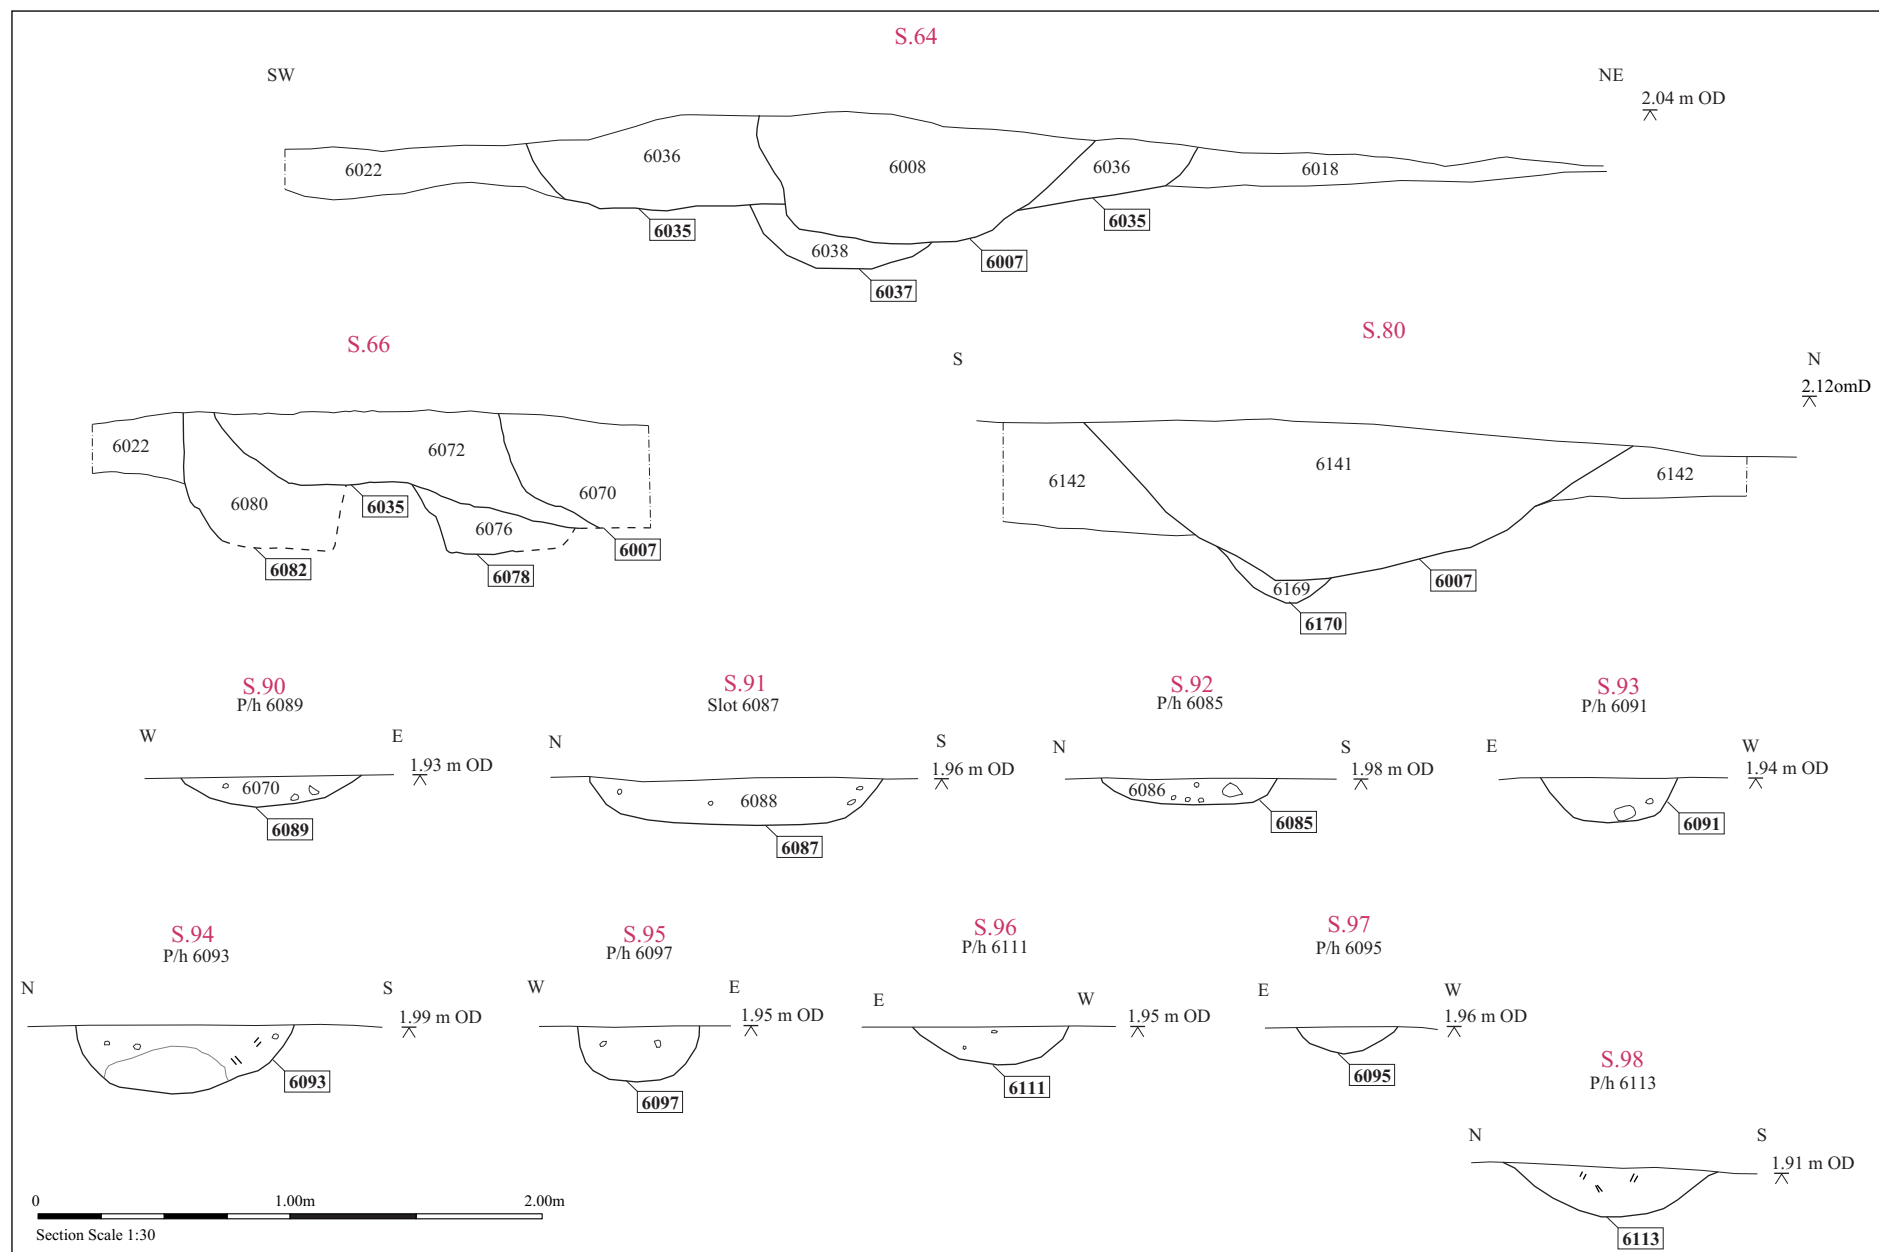 S.64
SW
NE
2.04 m OD
6022
6036
6008
6036
6018
6035
6038
6035
6007
6037
S.66
S.80
S
N
2.12omD
6022
6072
6080
6070
6035
6076
6082
6078
6007
6142
6141
6142
6169
6007
6170
S.90
P/h 6089
W
E
1.93 m OD
6070
6089
S.91
Slot 6087
N
S
1.96 m OD
6088
6087
S.92
P/h 6085
N
S
1.98 m OD
6086
6085
S.93
P/h 6091
E
W
1.94 m OD
6091
S.94
P/h 6093
N
S
1.99 m OD
6093
S.95
P/h 6097
W
E
1.95 m OD
6097
S.96
P/h 6111
E
W
1.95 m OD
6111
S.97
P/h 6095
E
W
1.96 m OD
6095
S.98
P/h 6113
N
S
1.91 m OD
6113
0
1.00m
2.00m
Section Scale 1:30